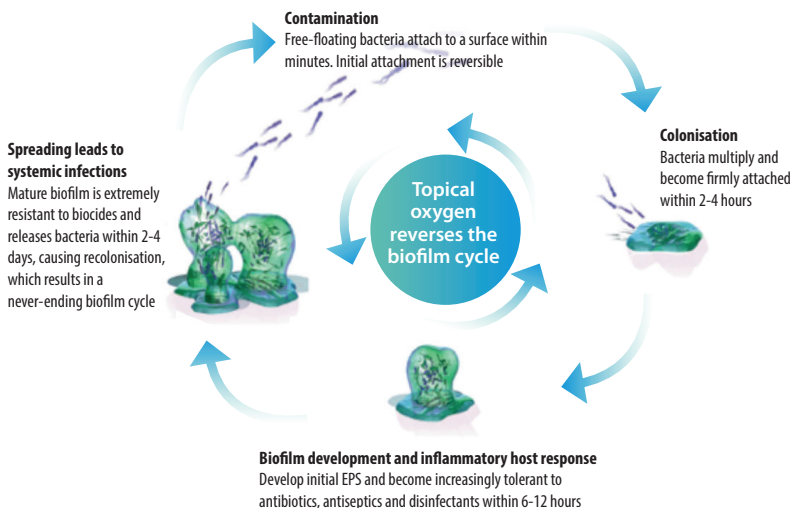 Contamination
Free-floating bacteria attach to a surface within
minutes. Initial attachment is reversible
Colonisation
Bacteria multiply and
become firmly attached
within 2-4 hours
Biofilm development and inflammatory host response
Develop initial EPS and become increasingly tolerant to
antibiotics, antiseptics and disinfectants within 6-12 hours
Spreading leads to
systemic infections
Mature biofilm is extremely
resistant to biocides and
releases bacteria within 2-4
days, causing recolonisation,
which results in a
never-ending biofilm cycle
Topical
oxygen
reverses the
biofilm cycle